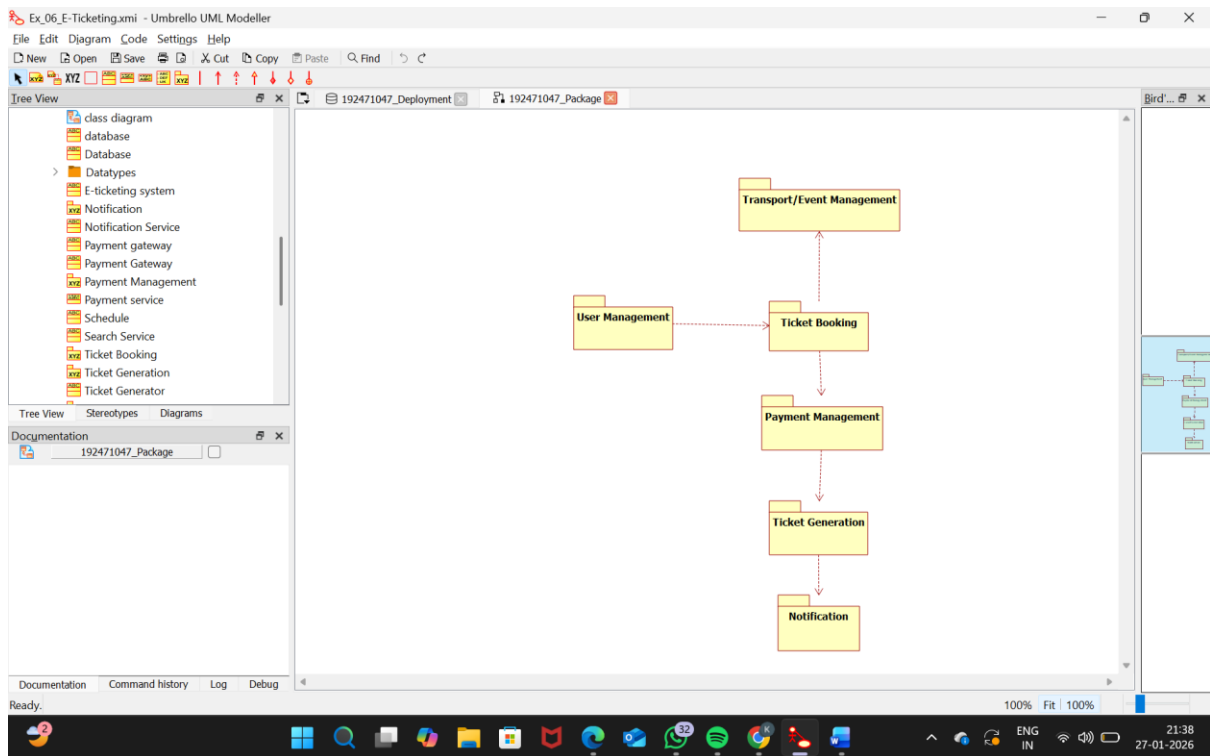 Ex_06_E-Ticketing.xmi - Umbrello UML Modeller
File Edit Diagram Code Settings Help
New Open Save Cut Copy Paste Find
XYZ
Tree View
192471047_Deployment
192471047_Package
Bird'...
class diagram
database
Database
Datatypes
E-ticketing system
Notification
Notification Service
Payment gateway
Payment Gateway
Payment Management
Payment service
Schedule
Search Service
Ticket Booking
Ticket Generation
Ticket Generator
Tree View Stereotypes Diagrams
Documentation
192471047_Package
Documentation Command history Log Debug
Transport/Event Management
User Management
Ticket Booking
Payment Management
Ticket Generation
Notification
Ready.
100% Fit 100%
2
32
K
ENG
IN
21:38
27-01-2026